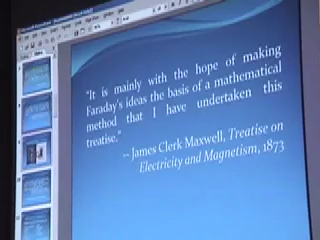 "It is mainly with the hope of making
Faraday's ideas the basis of a mathematical
method that I have undertaken this
treatise."
-- James Clerk Maxwell, Treatise on
Electricity and Magnetism, 1873